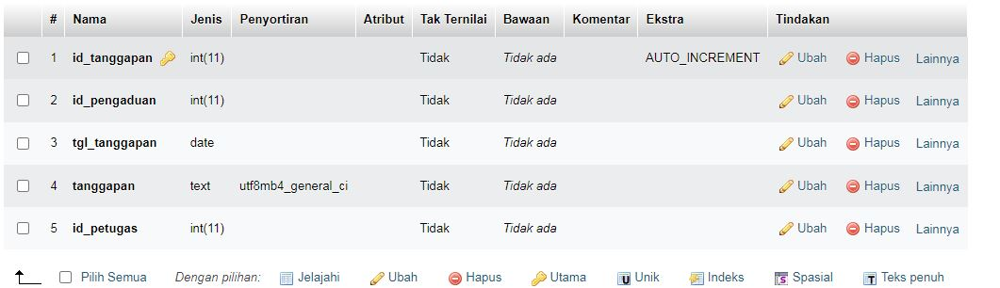 # Nama Jenis Penyortiran Atribut Tak Ternilai Bawaan Komentar Ekstra Tindakan
1 id_tanggapan int(11) Tidak Tidak ada AUTO_INCREMENT Ubah Hapus Lainnya
2 id_pengaduan int(11) Tidak Tidak ada Ubah Hapus Lainnya
3 tgl_tanggapan date Tidak Tidak ada Ubah Hapus Lainnya
4 tanggapan text utf8mb4_general_ci Tidak Tidak ada Ubah Hapus Lainnya
5 id_petugas int(11) Tidak Tidak ada Ubah Hapus Lainnya
Pilih Semua Dengan pilihan: Jelajahi Ubah Hapus Utama Unik Indeks Spasial Teks penuh